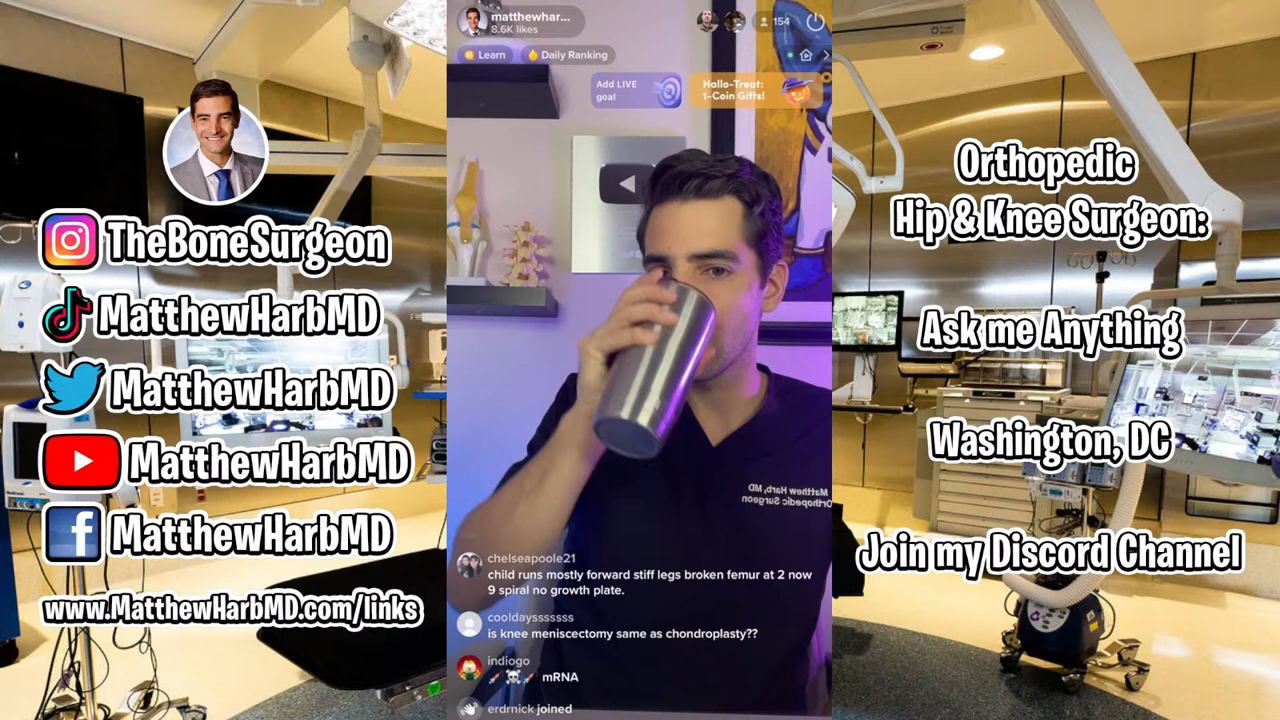 TheBoneSurgeon
MatthewHarbMD
MatthewHarbMD
MatthewHarbMD
MatthewHarbMD
www.MatthewHarbMD.com/links
matthewhar...
8.6K likes
154
Learn
Daily Ranking
Add LIVE
goal
Hallo-Treat:
1-Coin Gifts!
Matthew Harb, MD
Orthopedic Surgeon
chelseapoole21
child runs mostly forward stiff legs broken femur at 2 now
9 spiral no growth plate.
cooldaysssssss
is knee meniscectomy same as chondroplasty??
indiogo
💉☠️💉 mRNA
erdrnick joined
Orthopedic
Hip & Knee Surgeon:
Ask me Anything
Washington, DC
Join my Discord Channel